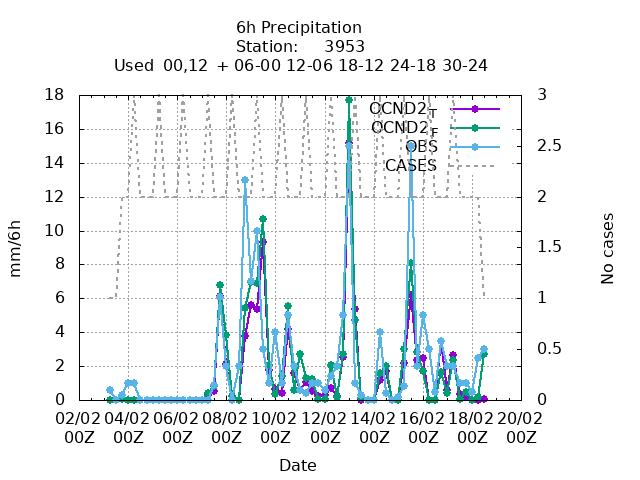 6h Precipitation
Station: 3953
Used 00,12 + 06-00 12-06 18-12 24-18 30-24
18
16
14
12
10
8
6
4
2
0
3
2.5
2
1.5
1
0.5
0
mm/6h
No cases
OCND2_T
OCND2_F
OBS
CASES
02/02 04/02 06/02 08/02 10/02 12/02 14/02 16/02 18/02 20/02
00Z 00Z 00Z 00Z 00Z 00Z 00Z 00Z 00Z 00Z
Date